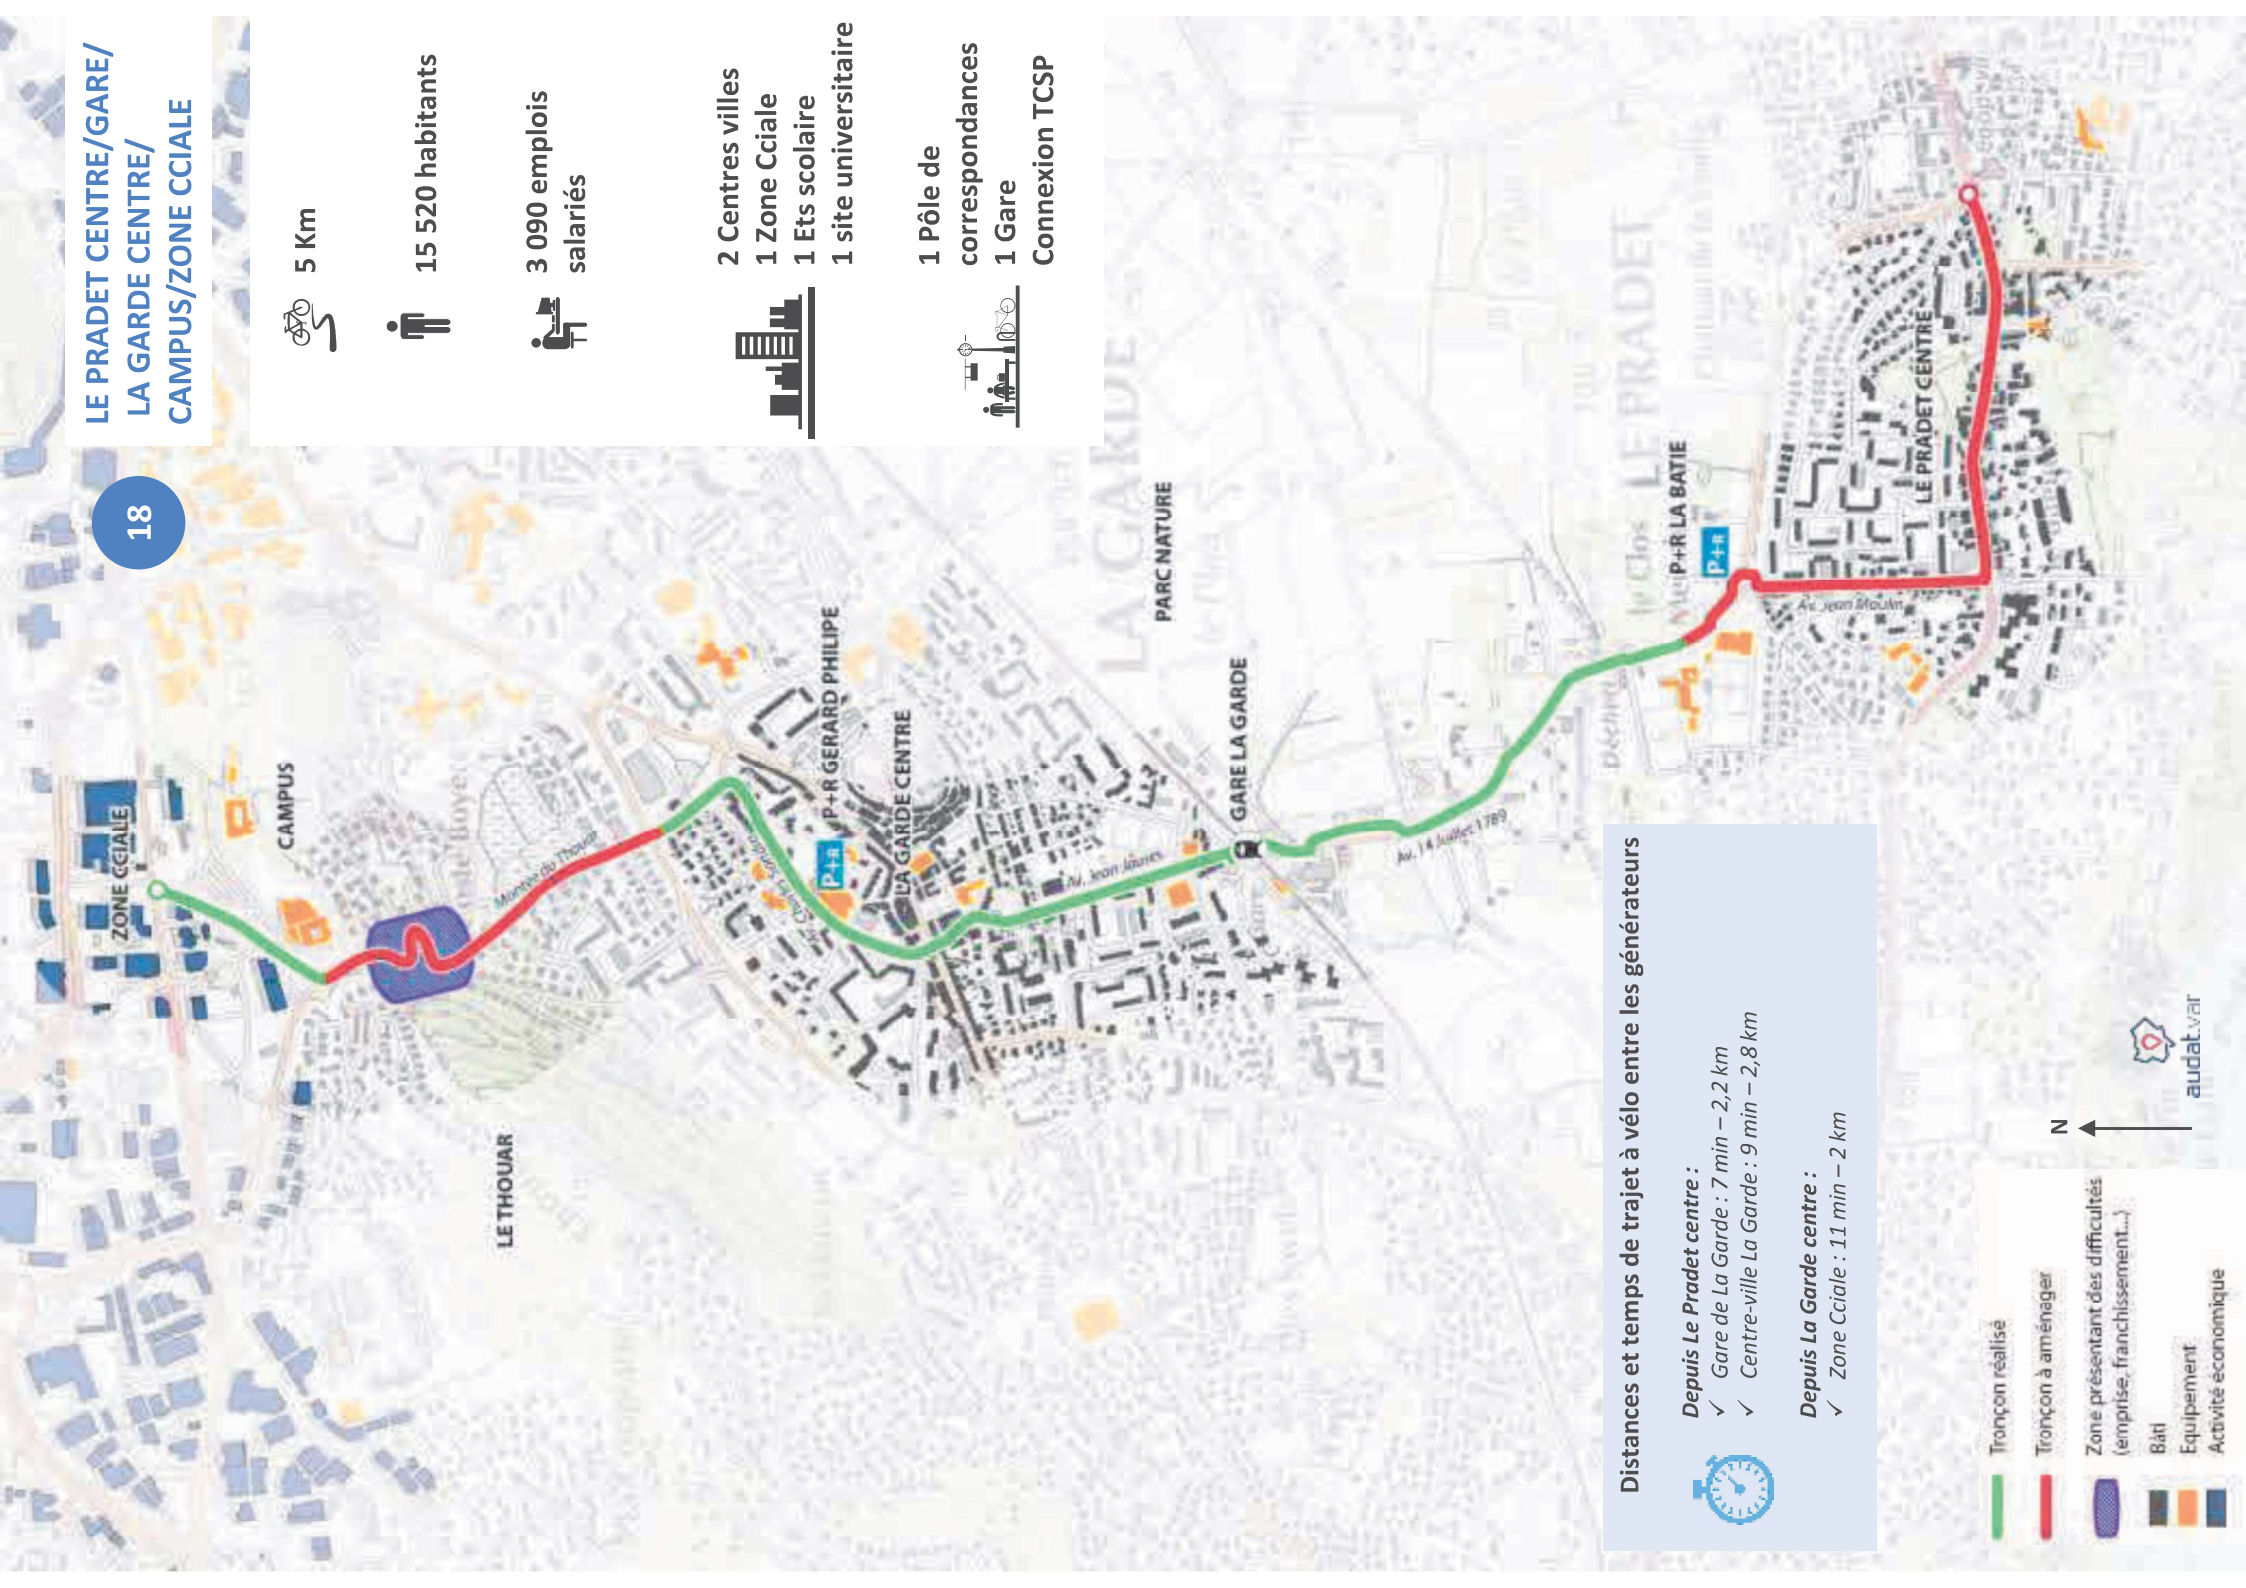 18
LE PRADET CENTRE/GARE/
LA GARDE CENTRE/
CAMPUS/ZONE CCIALE
5 Km
15 520 habitants
3 090 emplois
salariés
2 Centres villes
1 Zone Cciale
1 Ets scolaire
1 site universitaire
1 Pôle de
correspondances
1 Gare
Connexion TCSP
ZONE CCIALE
CAMPUS
LE THOUAR
Montée du Thouar
P+R GERARD PHILIPE
P+R
LA GARDE CENTRE
Av. Jean Jaurès
LA GARDE
PARC NATURE
GARE LA GARDE
Av. 14 Juillet 1789
LE PRADET
P+R LA BATIE
P+R
Av. Jean Moulin
LE PRADET CENTRE
Distances et temps de trajet à vélo entre les générateurs
Depuis Le Pradet centre :
✓ Gare de La Garde : 7 min – 2,2 km
✓ Centre-ville La Garde : 9 min – 2,8 km
Depuis La Garde centre :
✓ Zone Cciale : 11 min – 2 km
Tronçon réalisé
Tronçon à aménager
Zone présentant des difficultés
(emprise, franchissement...)
Bâti
Equipement
Activité économique
N
audat.var